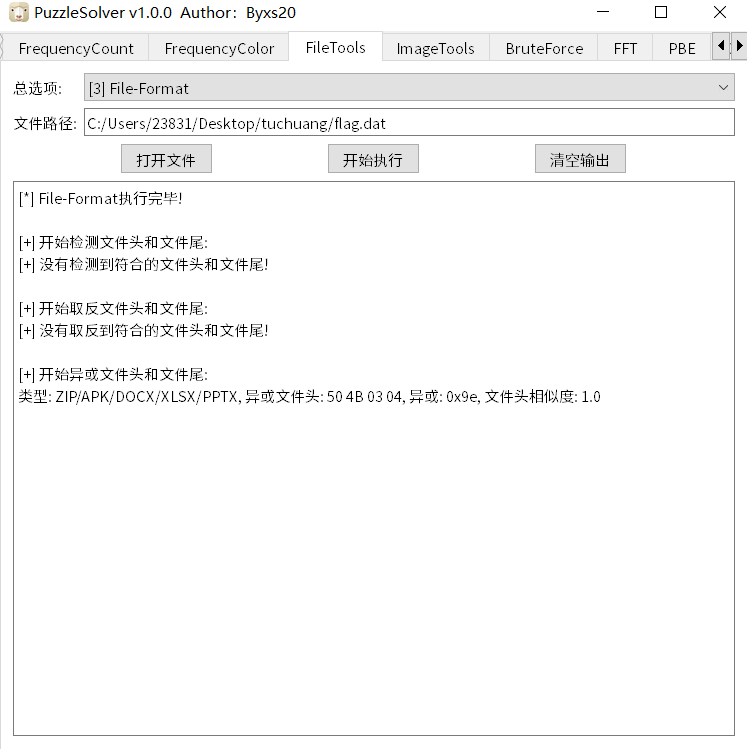 PuzzleSolver v1.0.0 Author：Byxs20
FrequencyCount FrequencyColor FileTools ImageTools BruteForce FFT PBE
总选项: [3] File-Format
文件路径: C:/Users/23831/Desktop/tuchuang/flag.dat
打开文件 开始执行 清空输出
[*] File-Format执行完毕!
[+] 开始检测文件头和文件尾:
[+] 没有检测到符合的文件头和文件尾!
[+] 开始取反文件头和文件尾:
[+] 没有取反到符合的文件头和文件尾!
[+] 开始异或文件头和文件尾:
类型: ZIP/APK/DOCX/XLSX/PPTX, 异或文件头: 50 4B 03 04, 异或: 0x9e, 文件头相似度: 1.0